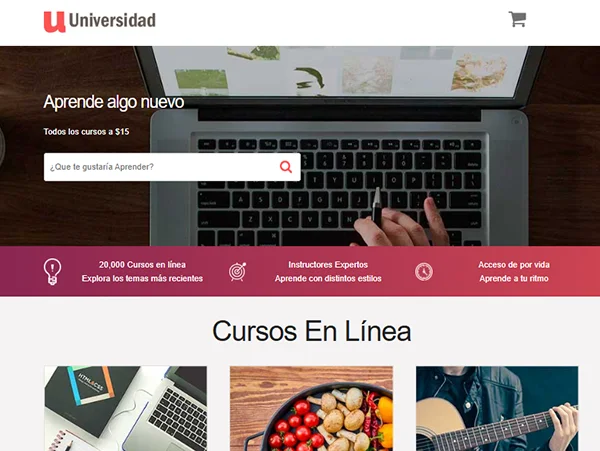 u Universidad
Aprende algo nuevo
Todos los cursos a $15
¿Que te gustaría Aprender?
20,000 Cursos en línea
Explora los temas más recientes
Instructores Expertos
Aprende con distintos estilos
Acceso de por vida
Aprende a tu ritmo
Cursos En Línea
HTML&CSS